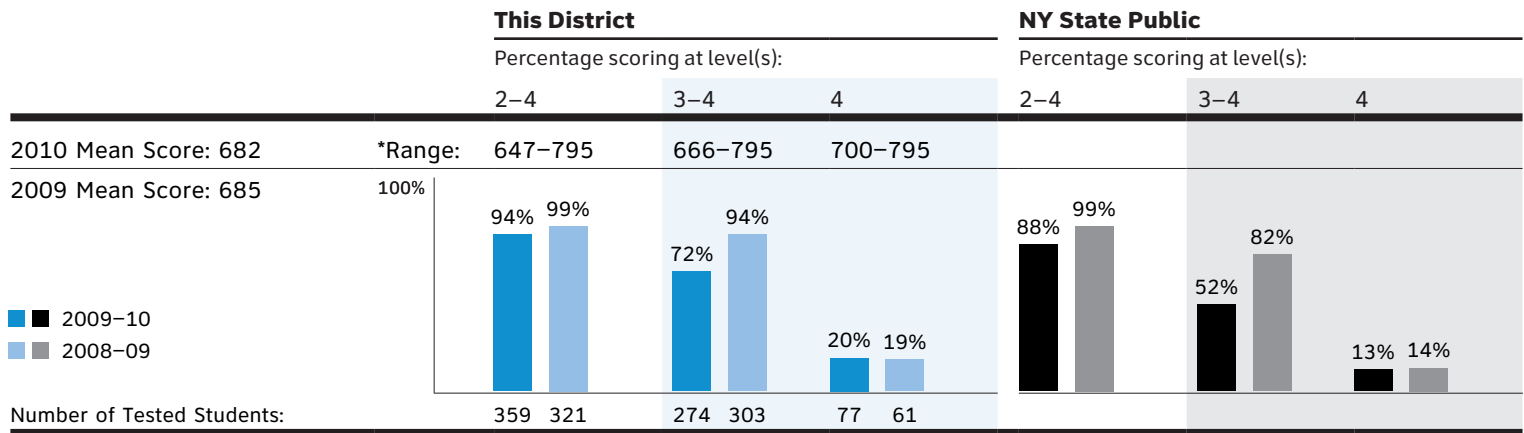 This District NY State Public
Percentage scoring at level(s): Percentage scoring at level(s):
2–4 3–4 4 2–4 3–4 4
2010 Mean Score: 682 *Range: 647–795 666–795 700–795
2009 Mean Score: 685 100%
94% 99% 72% 94% 20% 19% 88% 99% 52% 82% 13% 14%
2009–10
2008–09
Number of Tested Students: 359 321 274 303 77 61